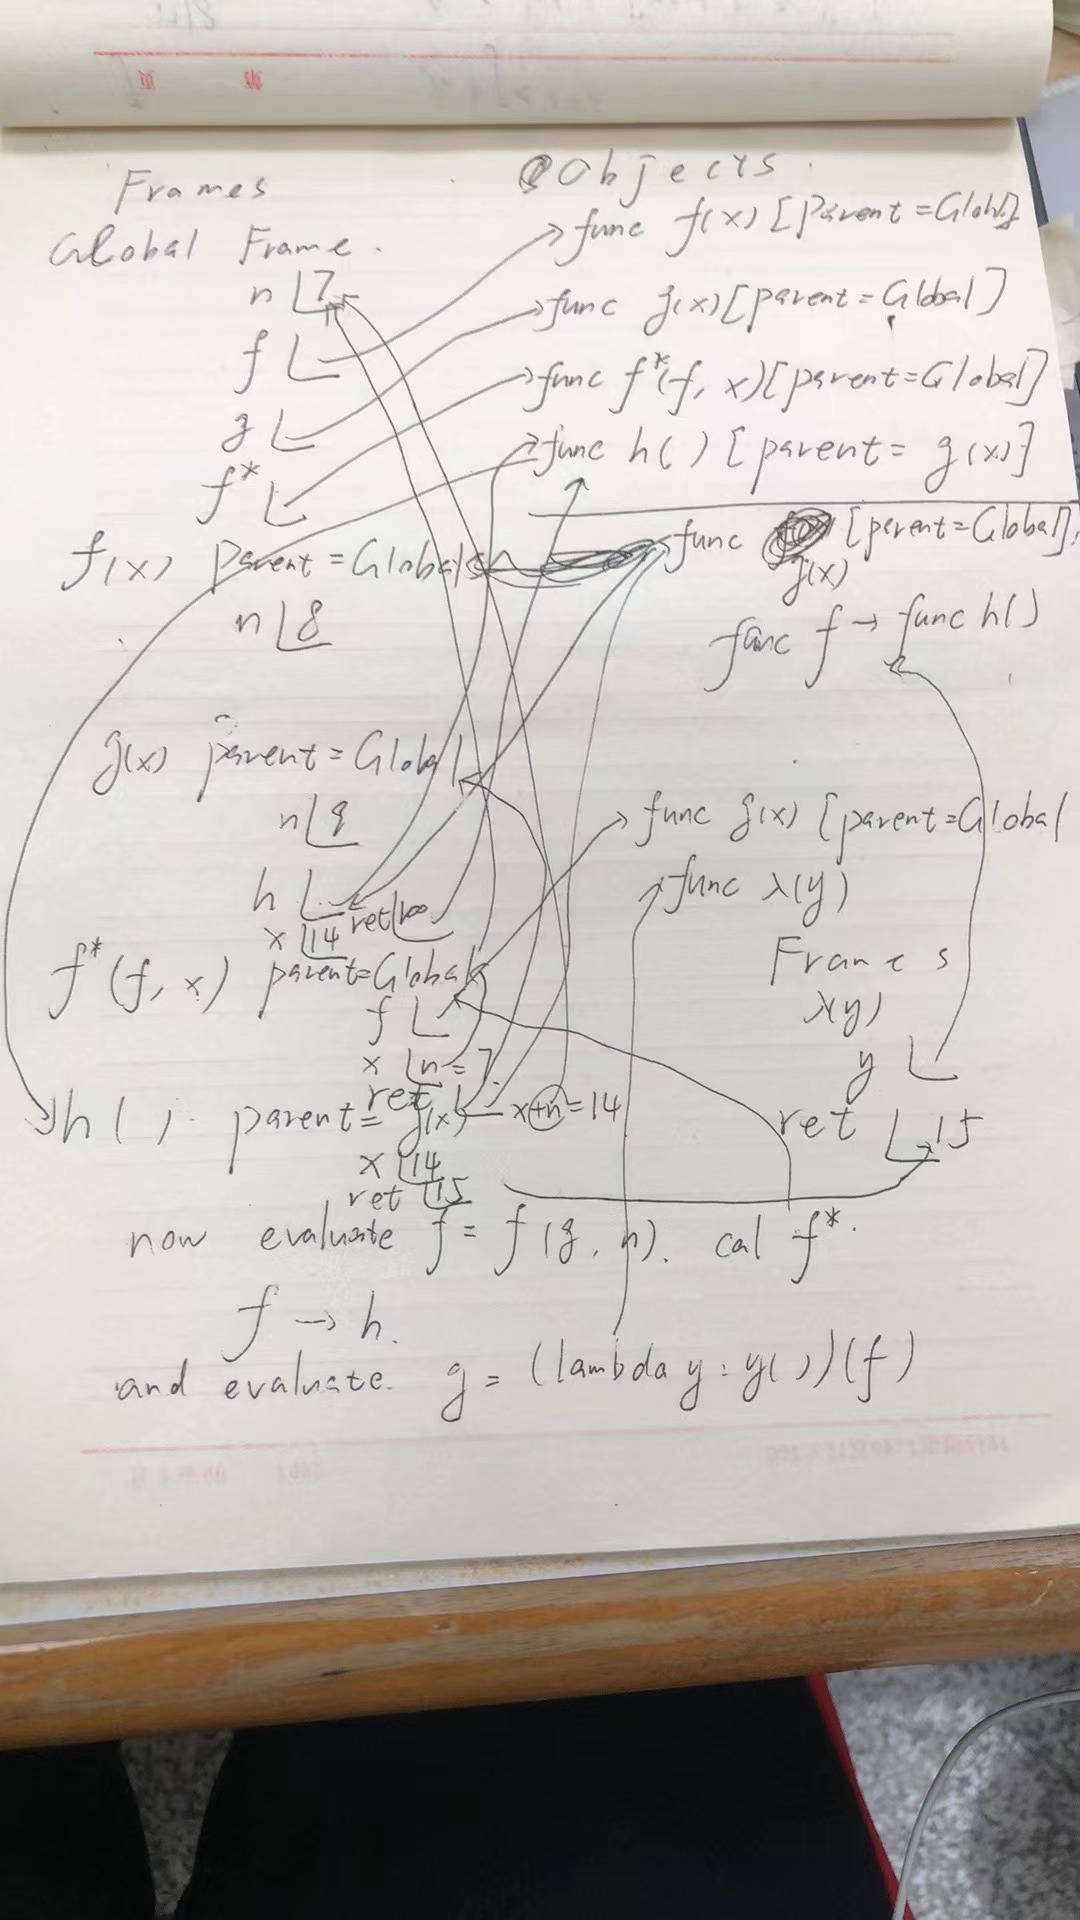 Frames
Objects.
Global Frame.
func f(x) [parent=Global]
n 7
func g(x) [parent=Global]
f
func f*(f, x) [parent=Global]
g
func h() [parent= g(x)]
f*
f(x) parent=Global
func [parent=Global]
g(x)
n 8
func f → func h()
g(x) parent=Global
n 9
func g(x) [parent=Global
h
func λ(y)
x 14 ret
Frames
f*(f, x) parent=Global
λ(y)
f
x n=7
y
ret x+n=14
h() parent= g(x)
ret 15
x 14
ret 15
now evaluate f= f(g, n). cal f*.
f → h.
and evaluate. g= (lambda y: y())(f)